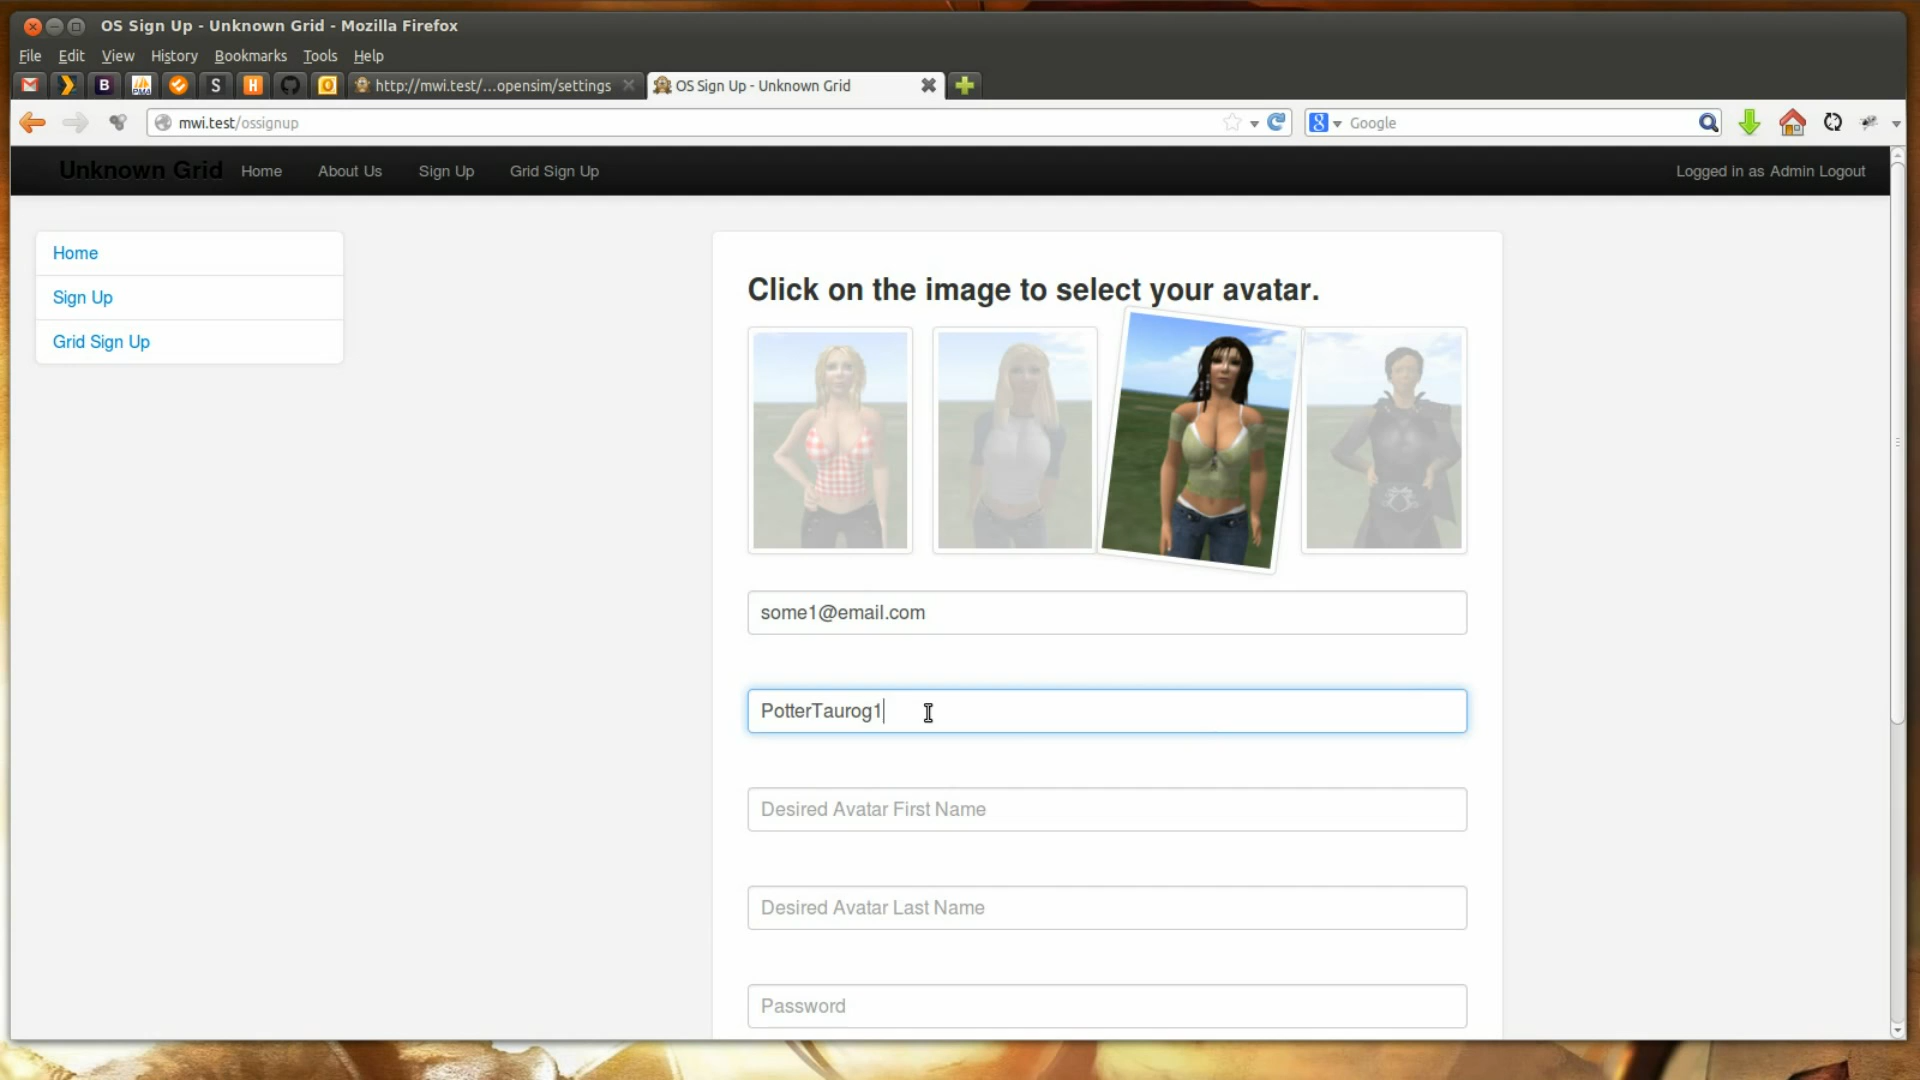 OS Sign Up - Unknown Grid - Mozilla Firefox
File Edit View History Bookmarks Tools Help
B PMA S H O http://mwi.test/...opensim/settings OS Sign Up - Unknown Grid
mwi.test/ossignup
8 Google
Unknown Grid Home About Us Sign Up Grid Sign Up Logged in as Admin Logout
Home
Sign Up
Grid Sign Up
Click on the image to select your avatar.
some1@email.com
PotterTaurog1
Desired Avatar First Name
Desired Avatar Last Name
Password